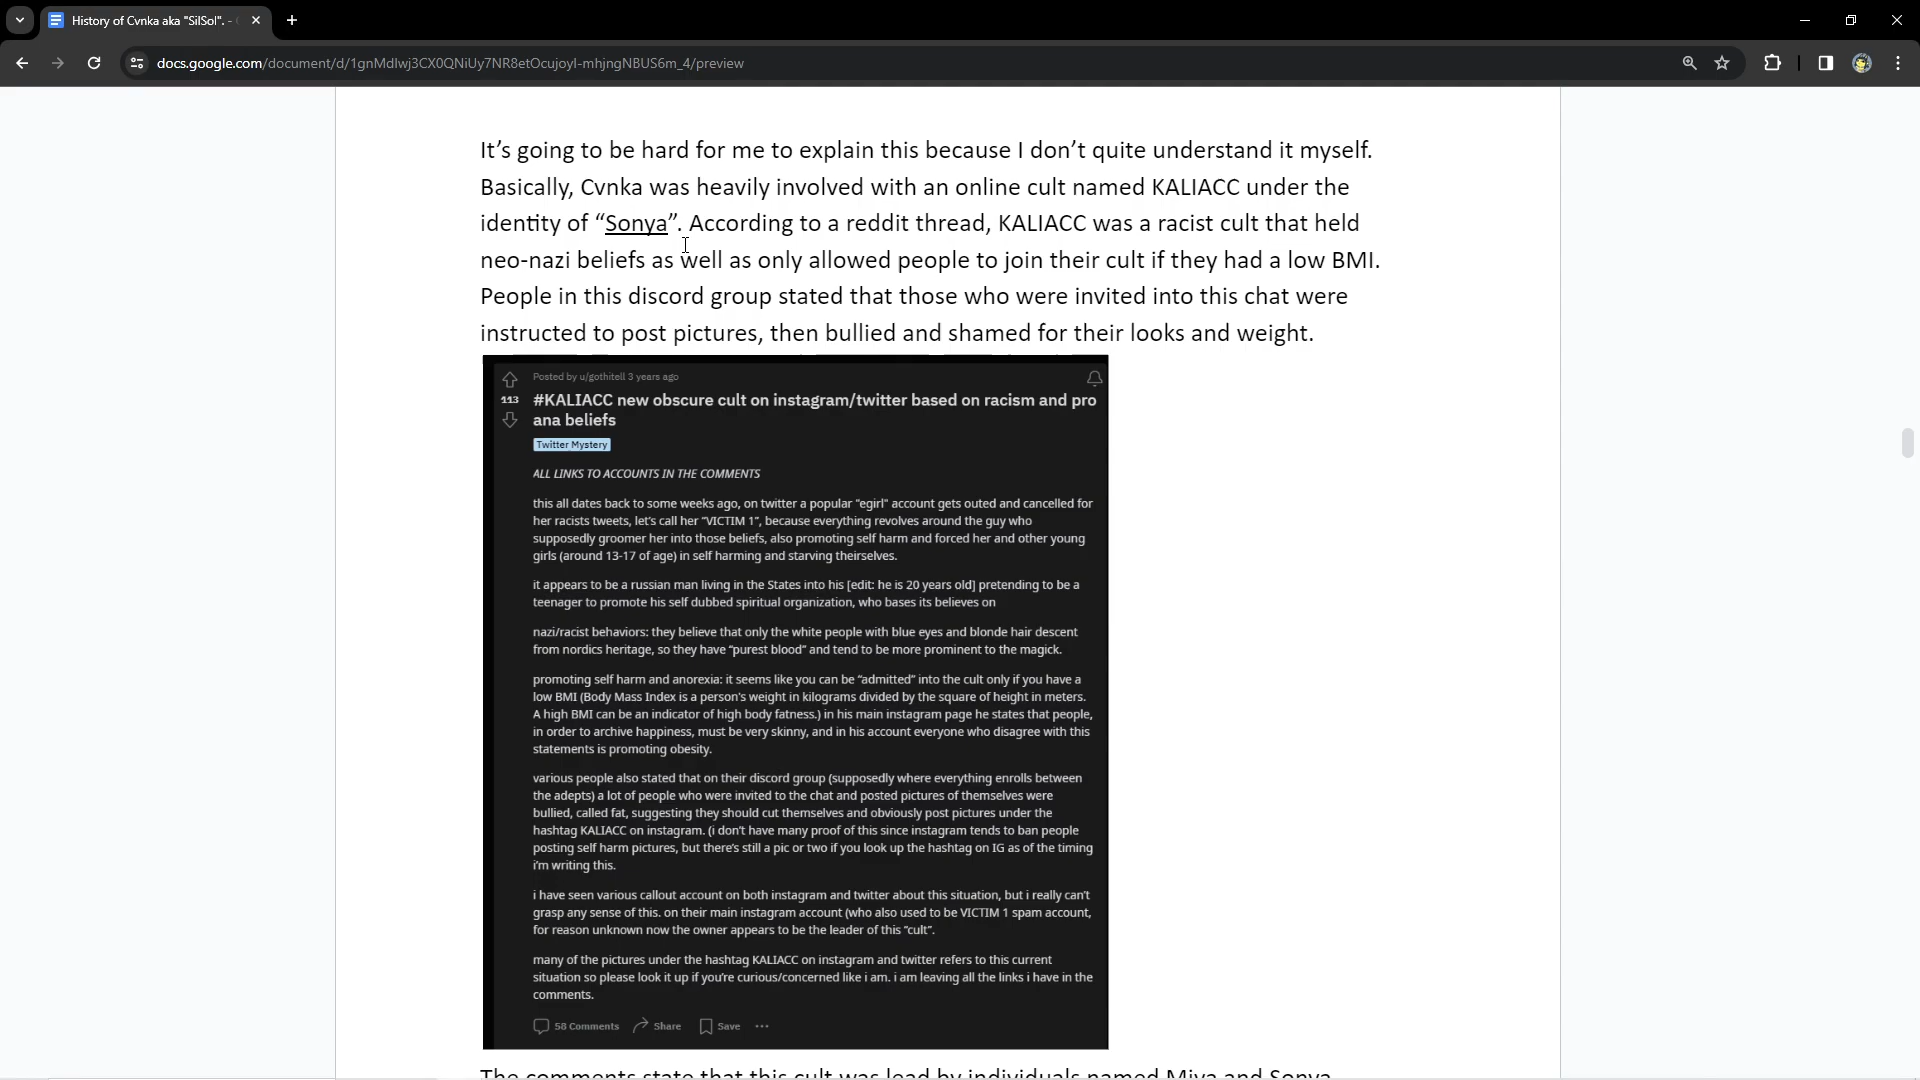 History of Cvnka aka "SilSol". -
docs.google.com/document/d/1gnMdIwj3CX0QNiUy7NR8etOcujoyI-mhjngNBUS6m_4/preview
It’s going to be hard for me to explain this because I don’t quite understand it myself.
Basically, Cvnka was heavily involved with an online cult named KALIACC under the
identity of “Sonya”. According to a reddit thread, KALIACC was a racist cult that held
neo-nazi beliefs as well as only allowed people to join their cult if they had a low BMI.
People in this discord group stated that those who were invited into this chat were
instructed to post pictures, then bullied and shamed for their looks and weight.
Posted by u/gothitell 3 years ago
113
#KALIACC new obscure cult on instagram/twitter based on racism and pro
ana beliefs
Twitter Mystery
ALL LINKS TO ACCOUNTS IN THE COMMENTS
this all dates back to some weeks ago, on twitter a popular "egirl" account gets outed and cancelled for
her racists tweets, let's call her "VICTIM 1", because everything revolves around the guy who
supposedly groomer her into those beliefs, also promoting self harm and forced her and other young
girls (around 13-17 of age) in self harming and starving theirselves.
it appears to be a russian man living in the States into his [edit: he is 20 years old] pretending to be a
teenager to promote his self dubbed spiritual organization, who bases its believes on
nazi/racist behaviors: they believe that only the white people with blue eyes and blonde hair descent
from nordics heritage, so they have “purest blood” and tend to be more prominent to the magick.
promoting self harm and anorexia: it seems like you can be “admitted” into the cult only if you have a
low BMI (Body Mass Index is a person's weight in kilograms divided by the square of height in meters.
A high BMI can be an indicator of high body fatness.) in his main instagram page he states that people,
in order to archive happiness, must be very skinny, and in his account everyone who disagree with this
statements is promoting obesity.
various people also stated that on their discord group (supposedly where everything enrolls between
the adepts) a lot of people who were invited to the chat and posted pictures of themselves were
bullied, called fat, suggesting they should cut themselves and obviously post pictures under the
hashtag KALIACC on instagram. (i don’t have many proof of this since instagram tends to ban people
posting self harm pictures, but there’s still a pic or two if you look up the hashtag on IG as of the timing
i’m writing this.
i have seen various callout account on both instagram and twitter about this situation, but i really can’t
grasp any sense of this. on their main instagram account (who also used to be VICTIM 1 spam account,
for reason unknown now the owner appears to be the leader of this “cult”.
many of the pictures under the hashtag KALIACC on instagram and twitter refers to this current
situation so please look it up if you’re curious/concerned like i am. i am leaving all the links i have in the
comments.
58 Comments Share Save
The comments state that this cult was lead by individuals named Miya and Sonya